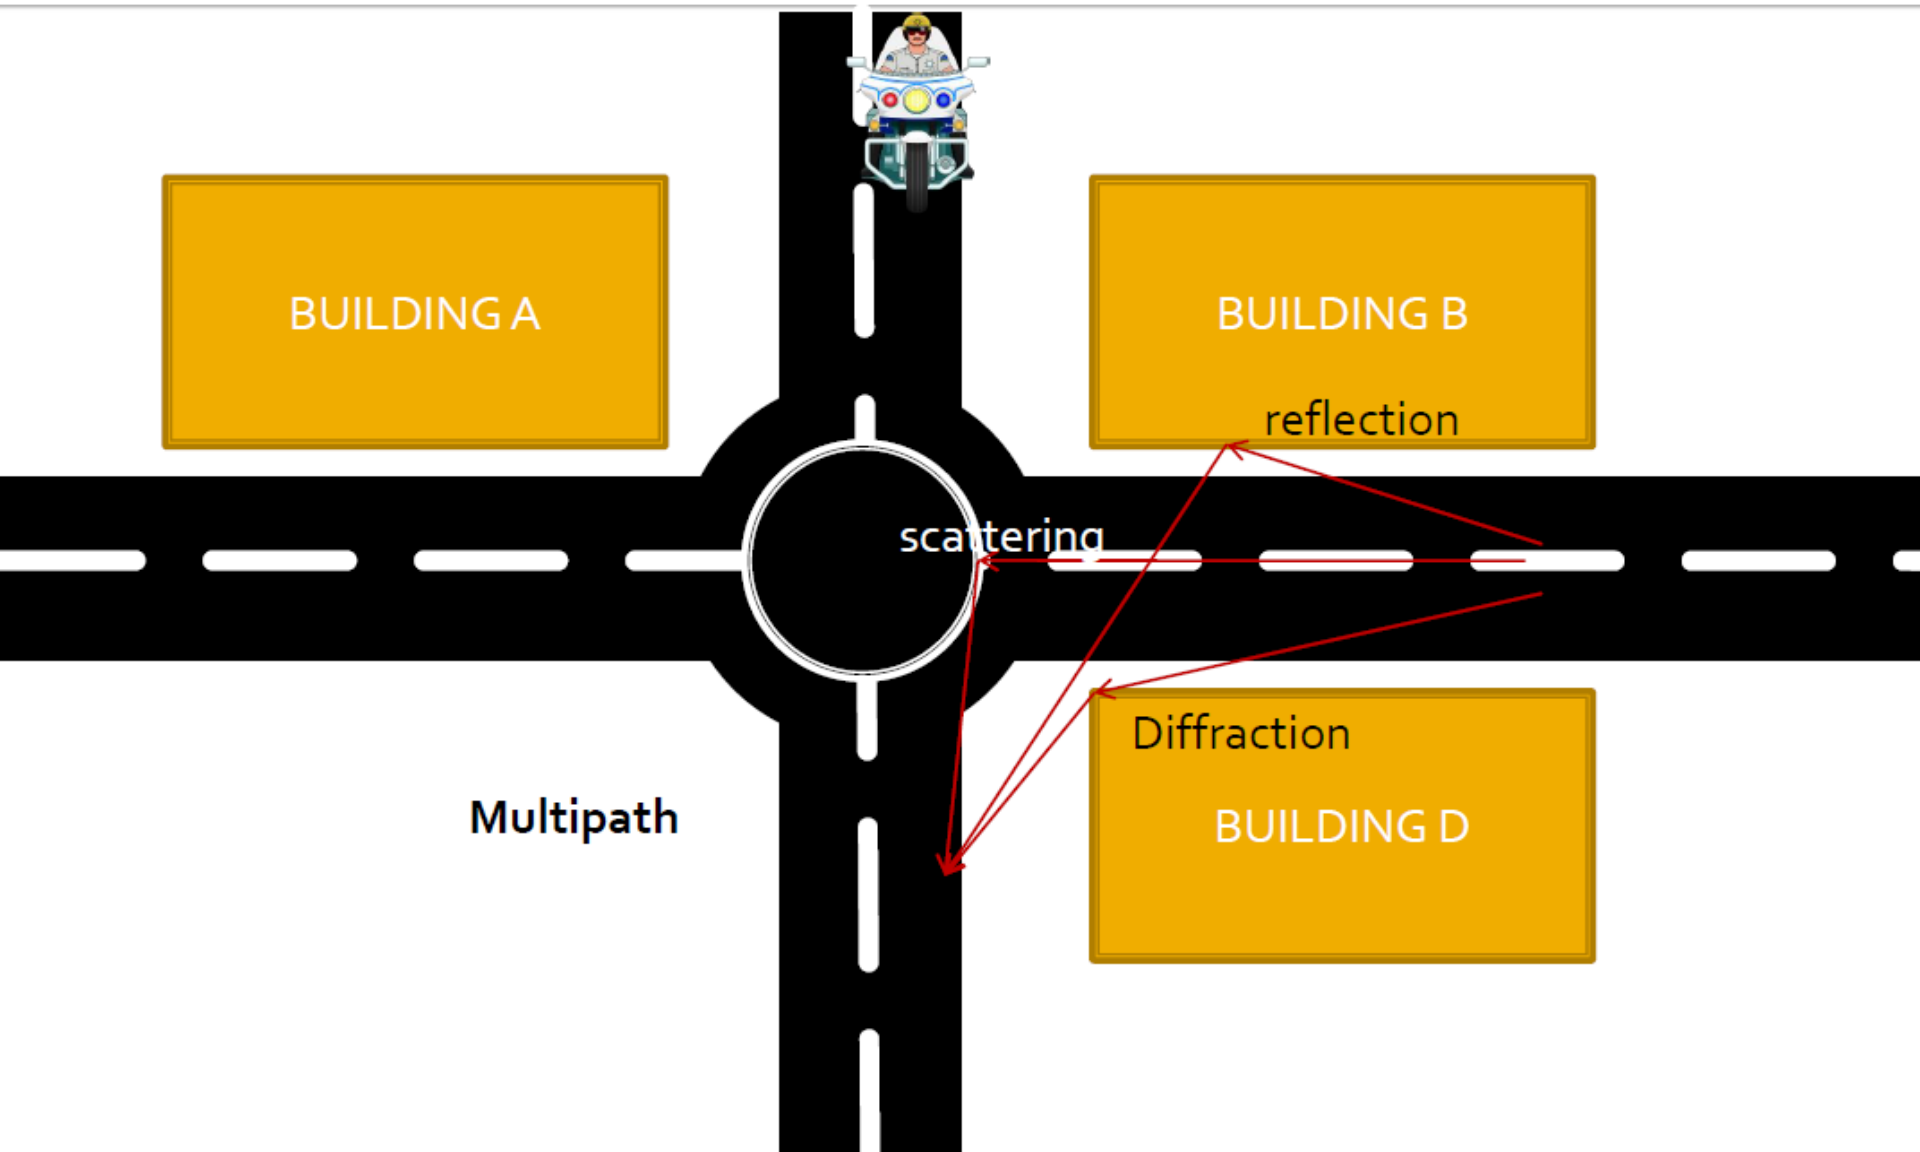 BUILDING A
BUILDING B
reflection
scattering
Diffraction
Multipath
BUILDING D